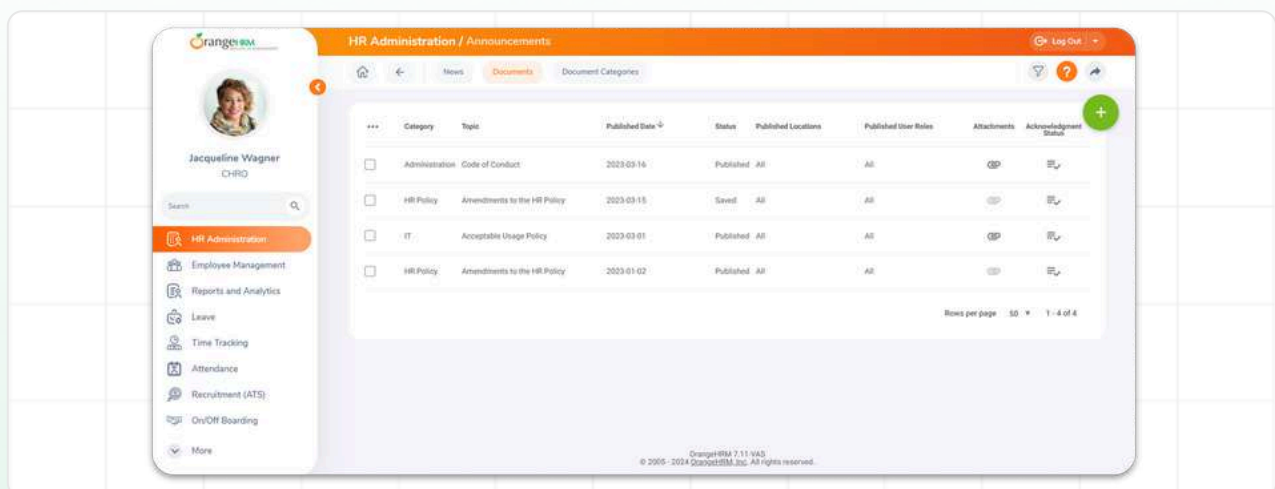 OrangeHRM
HR Administration / Announcements
Log Out
News
Documents
Document Categories
?
Jacqueline Wagner
CHRO
Search
HR Administration
Employee Management
Reports and Analytics
Leave
Time Tracking
Attendance
Recruitment (ATS)
On/Off Boarding
More
Category Topic Published Date Status Published Locations Published User Roles Attachments Acknowledgment Status
Administration Code of Conduct 2023-03-16 Published All All
HR Policy Amendments to the HR Policy 2023-03-15 Saved All All
IT Acceptable Usage Policy 2023-03-01 Published All All
HR Policy Amendments to the HR Policy 2023-01-02 Published All All
Rows per page 50 1 - 4 of 4
OrangeHRM 7.11 VAS
© 2005 - 2024 OrangeHRM, Inc. All rights reserved.